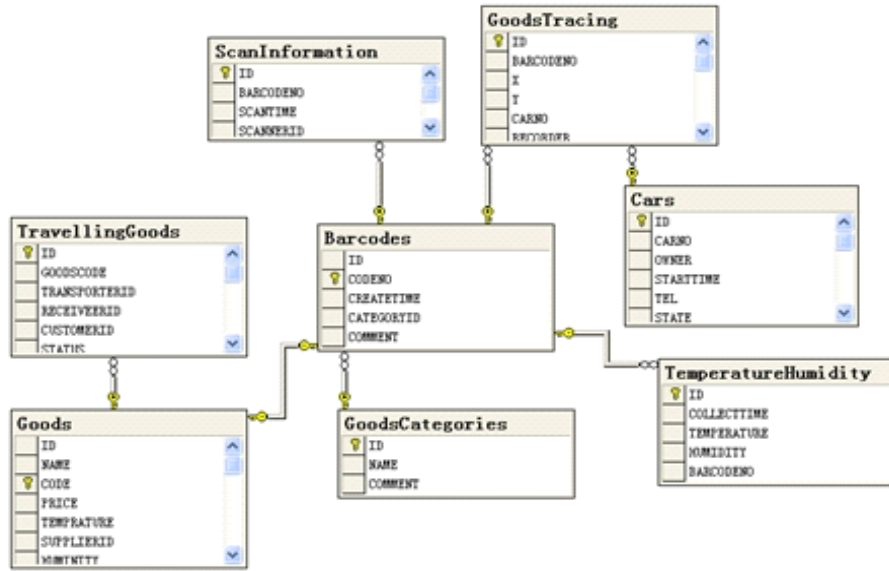 ScanInformation
ID
BARCODENO
SCANTIME
SCANNERID
GoodsTracing
ID
BARCODENO
X
Y
CARNO
RECORDER
TravellingGoods
ID
GOODSCODE
TRANSPORTERID
RECEIVEERID
CUSTOMERID
STATUS
Barcodes
ID
CODENO
CREATETIME
CATEGORYID
COMMENT
Cars
ID
CARNO
OWNER
STARTTIME
TEL
STATE
Goods
ID
NAME
CODE
PRICE
TEMPRATURE
SUPPLIERID
GoodsCategories
ID
NAME
COMMENT
TemperatureHumidity
ID
COLLECTTIME
TEMPERATURE
HUMIDITY
BARCODENO